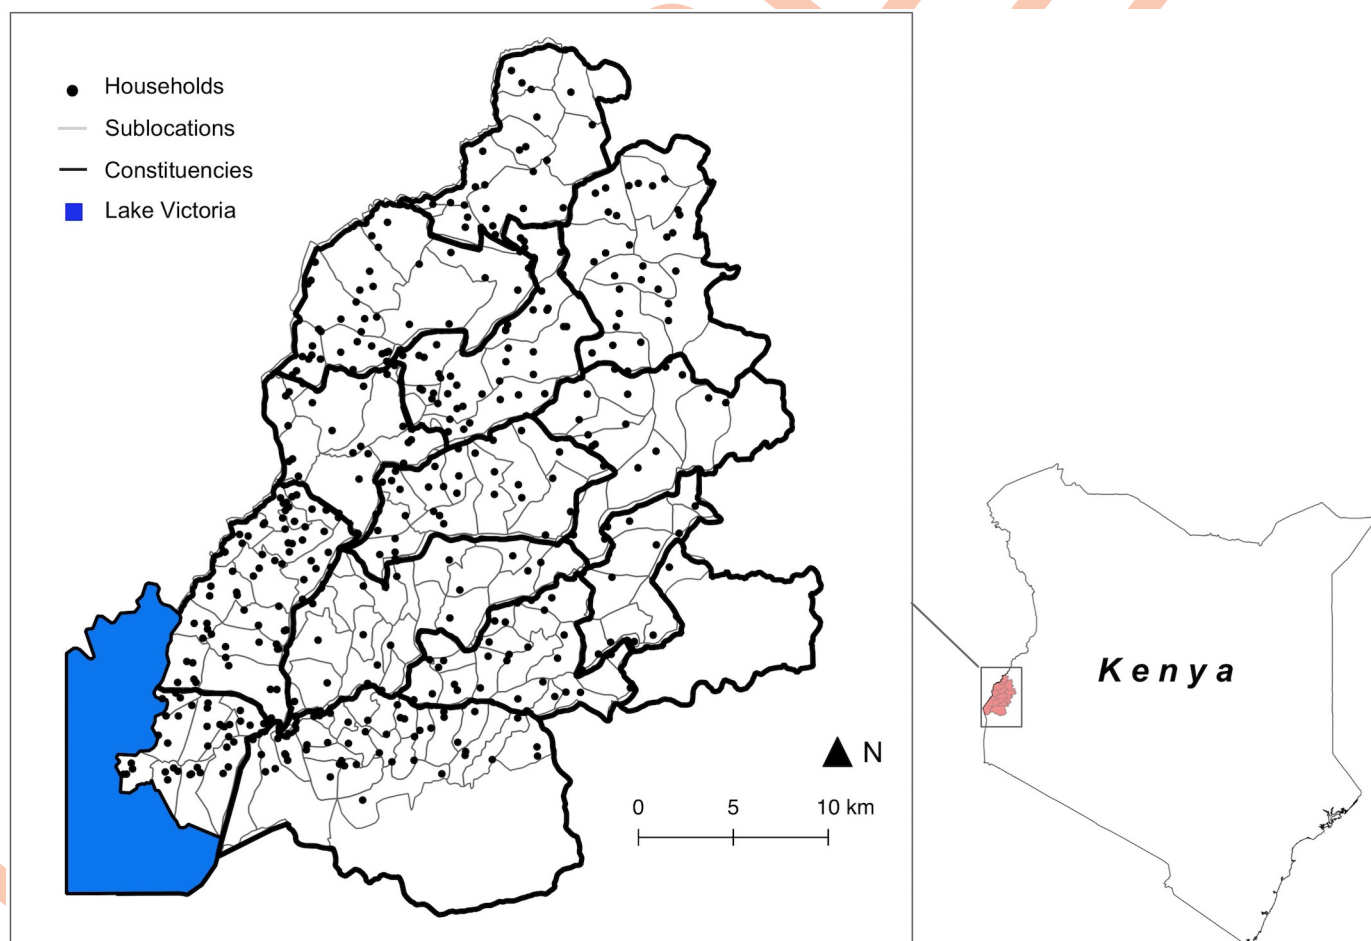 Households
Sublocations
Constituencies
Lake Victoria
Kenya
N
0 5 10 km